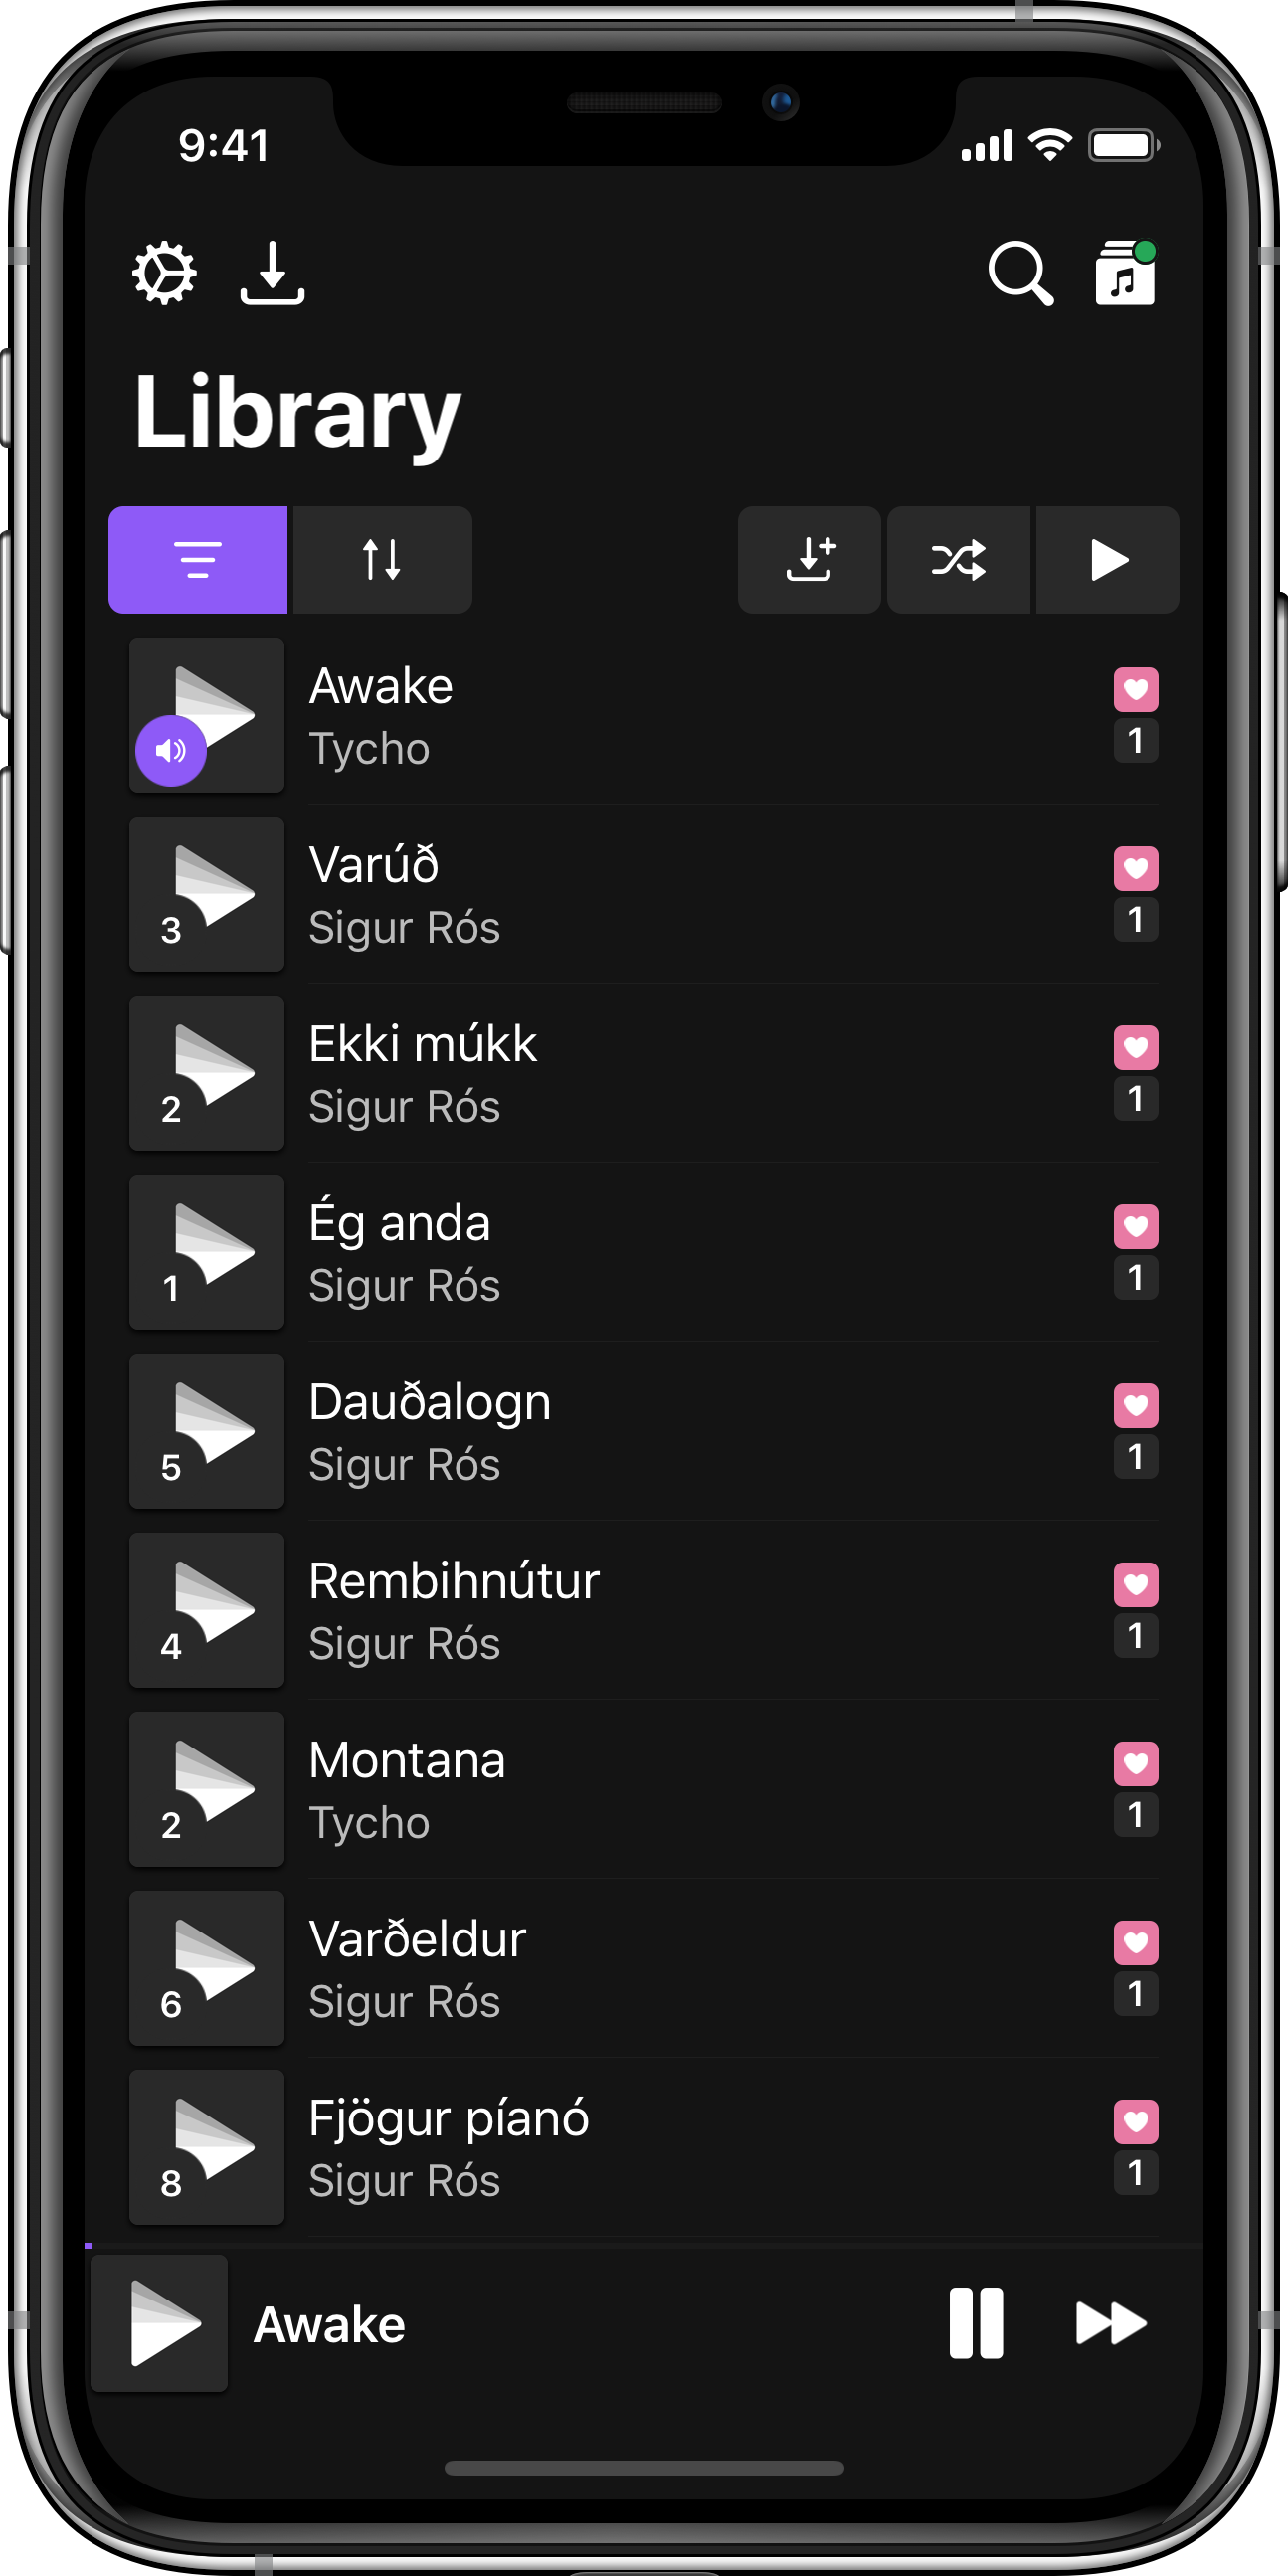 9:41
Library
Awake
Tycho
1
3
Varúð
Sigur Rós
1
2
Ekki múkk
Sigur Rós
1
1
Ég anda
Sigur Rós
1
5
Dauðalogn
Sigur Rós
1
4
Rembihnútur
Sigur Rós
1
2
Montana
Tycho
1
6
Varðeldur
Sigur Rós
1
8
Fjögur píanó
Sigur Rós
1
Awake